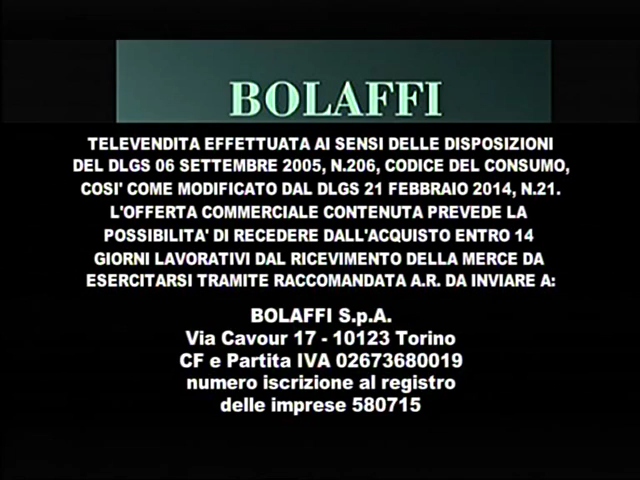 BOLAFFI
TELEVENDITA EFFETTUATA AI SENSI DELLE DISPOSIZIONI
DEL DLGS 06 SETTEMBRE 2005, N.206, CODICE DEL CONSUMO,
COSI' COME MODIFICATO DAL DLGS 21 FEBBRAIO 2014, N.21.
L'OFFERTA COMMERCIALE CONTENUTA PREVEDE LA
POSSIBILITA' DI RECEDERE DALL'ACQUISTO ENTRO 14
GIORNI LAVORATIVI DAL RICEVIMENTO DELLA MERCE DA
ESERCITARSI TRAMITE RACCOMANDATA A.R. DA INVIARE A:
BOLAFFI S.p.A.
Via Cavour 17 - 10123 Torino
CF e Partita IVA 02673680019
numero iscrizione al registro
delle imprese 580715